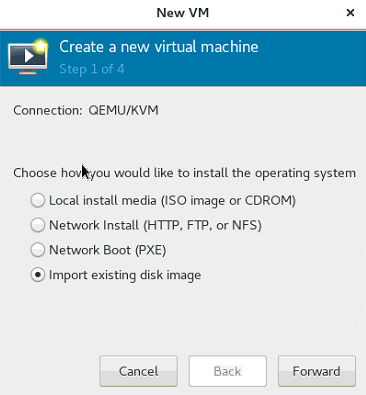 New VM
Create a new virtual machine
Step 1 of 4
Connection: QEMU/KVM
Choose how you would like to install the operating system
Local install media (ISO image or CDROM)
Network Install (HTTP, FTP, or NFS)
Network Boot (PXE)
Import existing disk image
Cancel Back Forward